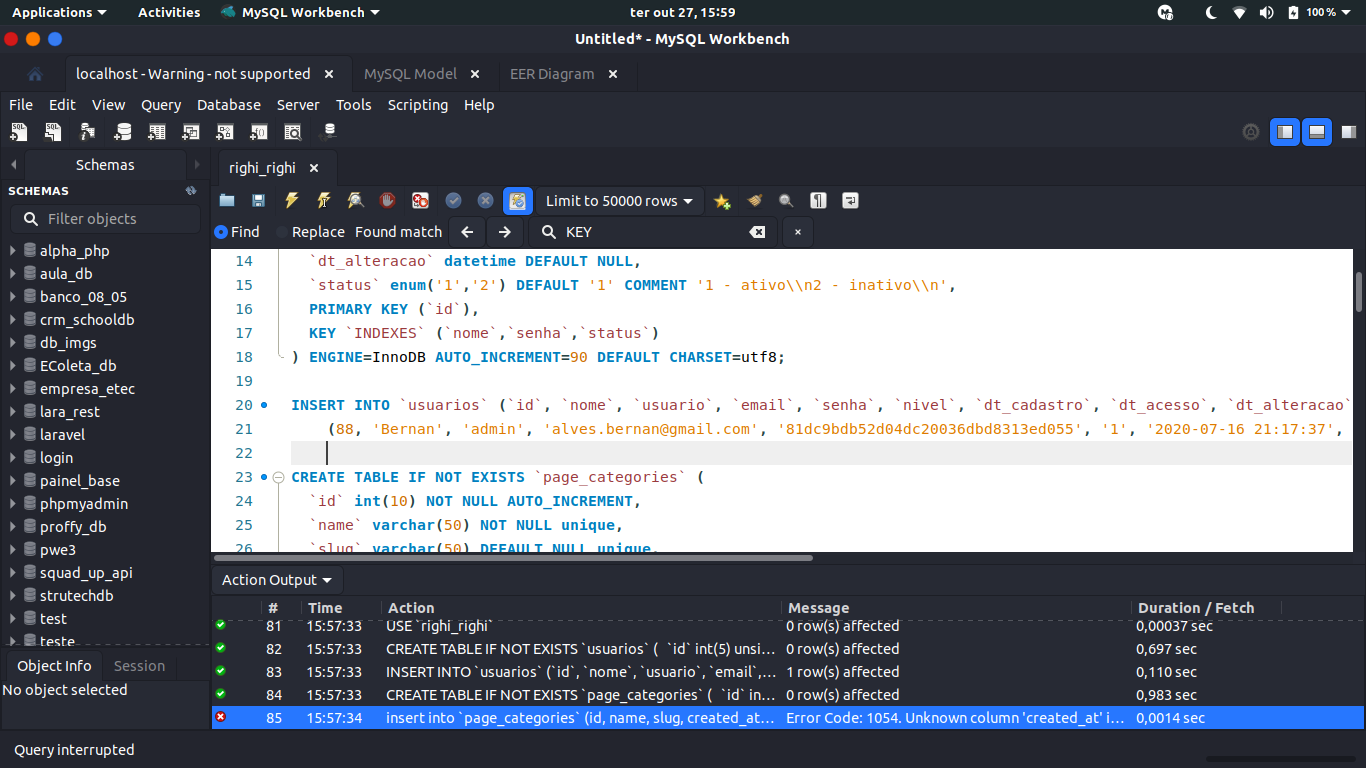 Applications Activities MySQL Workbench ter out 27, 15:59 100 %
Untitled* - MySQL Workbench
localhost - Warning - not supported MySQL Model EER Diagram
File Edit View Query Database Server Tools Scripting Help
Schemas
righi_righi
SCHEMAS
Limit to 50000 rows
Filter objects
Find Replace Found match KEY
alpha_php
aula_db
banco_08_05
crm_schooldb
db_imgs
EColeta_db
empresa_etec
lara_rest
laravel
login
painel_base
phpmyadmin
proffy_db
pwe3
squad_up_api
strutechdb
test
teste
14 `dt_alteracao` datetime DEFAULT NULL,
15 `status` enum('1','2') DEFAULT '1' COMMENT '1 - ativo\\n2 - inativo\\n',
16 PRIMARY KEY (`id`),
17 KEY `INDEXES` (`nome`,`senha`,`status`)
18 ) ENGINE=InnoDB AUTO_INCREMENT=90 DEFAULT CHARSET=utf8;
19
20 INSERT INTO `usuarios` (`id`, `nome`, `usuario`, `email`, `senha`, `nivel`, `dt_cadastro`, `dt_acesso`, `dt_alteracao`
21 (88, 'Bernan', 'admin', 'alves.bernan@gmail.com', '81dc9bdb52d04dc20036dbd8313ed055', '1', '2020-07-16 21:17:37',
22
23 CREATE TABLE IF NOT EXISTS `page_categories` (
24 `id` int(10) NOT NULL AUTO_INCREMENT,
25 `name` varchar(50) NOT NULL unique,
26 `slug` varchar(50) DEFAULT NULL unique,
Action Output
# Time Action Message Duration / Fetch
81 15:57:33 USE `righi_righi` 0 row(s) affected 0,00037 sec
82 15:57:33 CREATE TABLE IF NOT EXISTS `usuarios` ( `id` int(5) unsi... 0 row(s) affected 0,697 sec
83 15:57:33 INSERT INTO `usuarios` (`id`, `nome`, `usuario`, `email`,... 1 row(s) affected 0,110 sec
84 15:57:33 CREATE TABLE IF NOT EXISTS `page_categories` ( `id` in... 0 row(s) affected 0,983 sec
85 15:57:34 insert into `page_categories` (id, name, slug, created_at... Error Code: 1054. Unknown column 'created_at' i... 0,0014 sec
Object Info Session
No object selected
Query interrupted